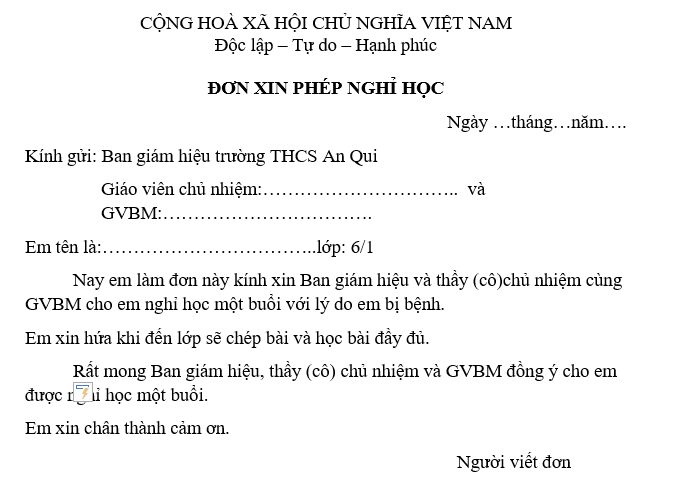 CỘNG HOÀ XÃ HỘI CHỦ NGHĨA VIỆT NAM
Độc lập – Tự do – Hạnh phúc
ĐƠN XIN PHÉP NGHỈ HỌC
Ngày …tháng…năm….
Kính gửi: Ban giám hiệu trường THCS An Qui
Giáo viên chủ nhiệm:………………………….. và
GVBM:…………………………….
Em tên là:……………………………..lớp: 6/1
Nay em làm đơn này kính xin Ban giám hiệu và thầy (cô)chủ nhiệm cùng
GVBM cho em nghỉ học một buổi với lý do em bị bệnh.
Em xin hứa khi đến lớp sẽ chép bài và học bài đầy đủ.
Rất mong Ban giám hiệu, thầy (cô) chủ nhiệm và GVBM đồng ý cho em
được nghỉ học một buổi.
Em xin chân thành cảm ơn.
Người viết đơn